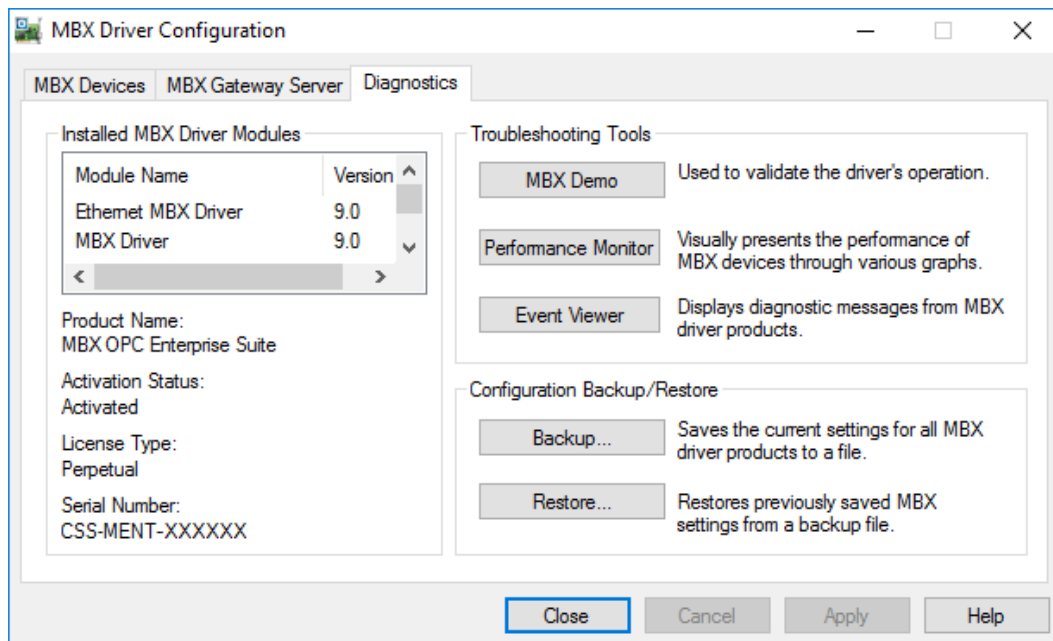 MBX Driver Configuration
MBX Devices
MBX Gateway Server
Diagnostics
Installed MBX Driver Modules
Module Name Version
Ethernet MBX Driver 9.0
MBX Driver 9.0
Product Name:
MBX OPC Enterprise Suite
Activation Status:
Activated
License Type:
Perpetual
Serial Number:
CSS-MENT-XXXXXX
Troubleshooting Tools
MBX Demo
Used to validate the driver's operation.
Performance Monitor
Visually presents the performance of
MBX devices through various graphs.
Event Viewer
Displays diagnostic messages from MBX
driver products.
Configuration Backup/Restore
Backup...
Saves the current settings for all MBX
driver products to a file.
Restore...
Restores previously saved MBX
settings from a backup file.
Close
Cancel
Apply
Help